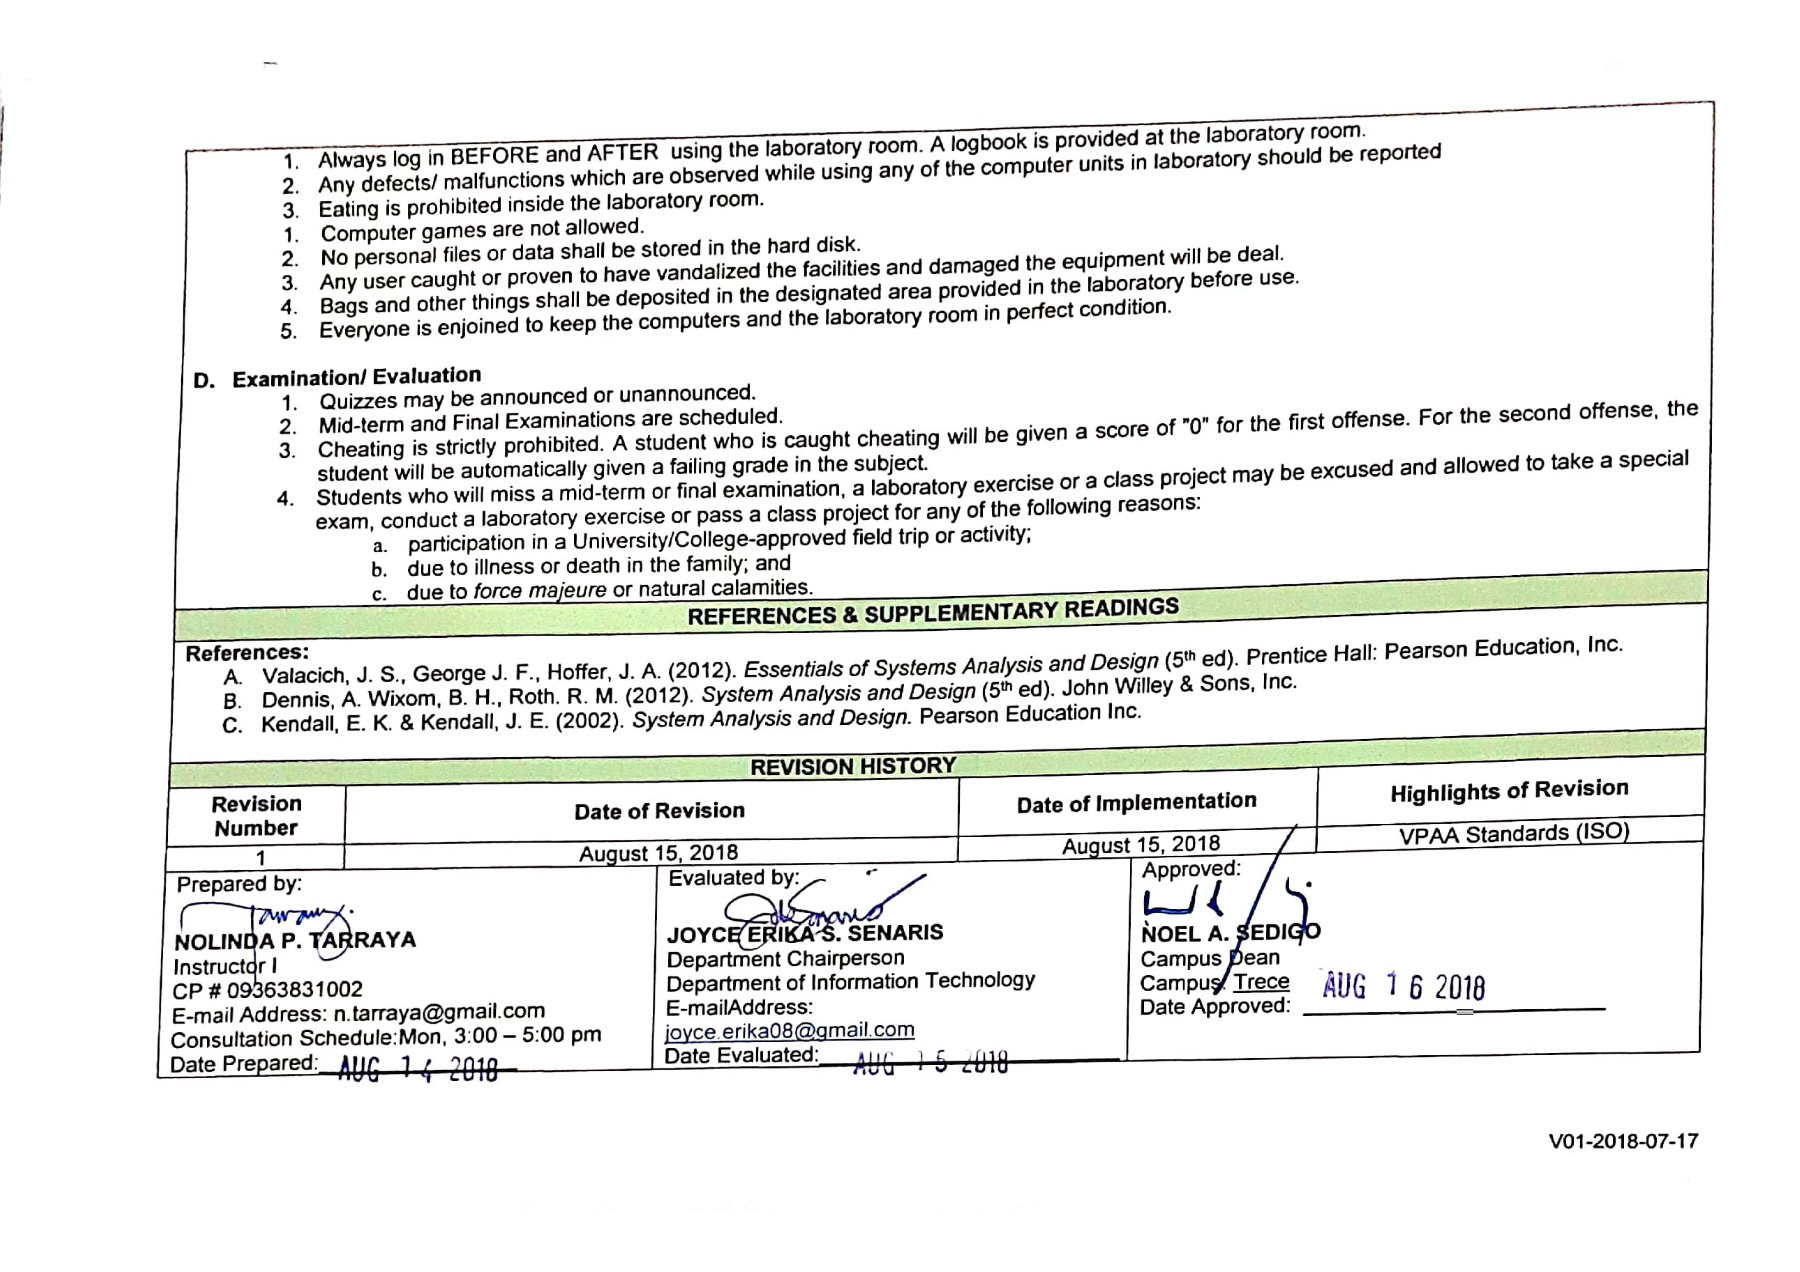 1. Always log in BEFORE and AFTER using the laboratory room. A logbook is provided at the laboratory room.
2. Any defects/ malfunctions which are observed while using any of the computer units in laboratory should be reported
3. Eating is prohibited inside the laboratory room.
1. Computer games are not allowed.
2. No personal files or data shall be stored in the hard disk.
3. Any user caught or proven to have vandalized the facilities and damaged the equipment will be deal.
4. Bags and other things shall be deposited in the designated area provided in the laboratory before use.
5. Everyone is enjoined to keep the computers and the laboratory room in perfect condition.
D. Examination/ Evaluation
1. Quizzes may be announced or unannounced.
2. Mid-term and Final Examinations are scheduled.
3. Cheating is strictly prohibited. A student who is caught cheating will be given a score of "0" for the first offense. For the second offense, the
student will be automatically given a failing grade in the subject.
4. Students who will miss a mid-term or final examination, a laboratory exercise or a class project may be excused and allowed to take a special
exam, conduct a laboratory exercise or pass a class project for any of the following reasons:
a. participation in a University/College-approved field trip or activity;
b. due to illness or death in the family; and
c. due to force majeure or natural calamities.
REFERENCES & SUPPLEMENTARY READINGS
References:
A. Valacich, J. S., George J. F., Hoffer, J. A. (2012). Essentials of Systems Analysis and Design (5th ed). Prentice Hall: Pearson Education, Inc.
B. Dennis, A. Wixom, B. H., Roth. R. M. (2012). System Analysis and Design (5th ed). John Willey & Sons, Inc.
C. Kendall, E. K. & Kendall, J. E. (2002). System Analysis and Design. Pearson Education Inc.
REVISION HISTORY
Revision Number Date of Revision Date of Implementation Highlights of Revision
1 August 15, 2018 August 15, 2018 VPAA Standards (ISO)
Prepared by:
NOLINDA P. TARRAYA
Instructor I
CP # 09363831002
E-mail Address: n.tarraya@gmail.com
Consultation Schedule:Mon, 3:00 – 5:00 pm
Date Prepared: AUG 14 2018
Evaluated by:
JOYCE ERIKA S. SENARIS
Department Chairperson
Department of Information Technology
E-mailAddress:
joyce.erika08@gmail.com
Date Evaluated: AUG 15 2018
Approved:
NOEL A. SEDIGO
Campus Dean
Campus: Trece
Date Approved: AUG 16 2018
V01-2018-07-17